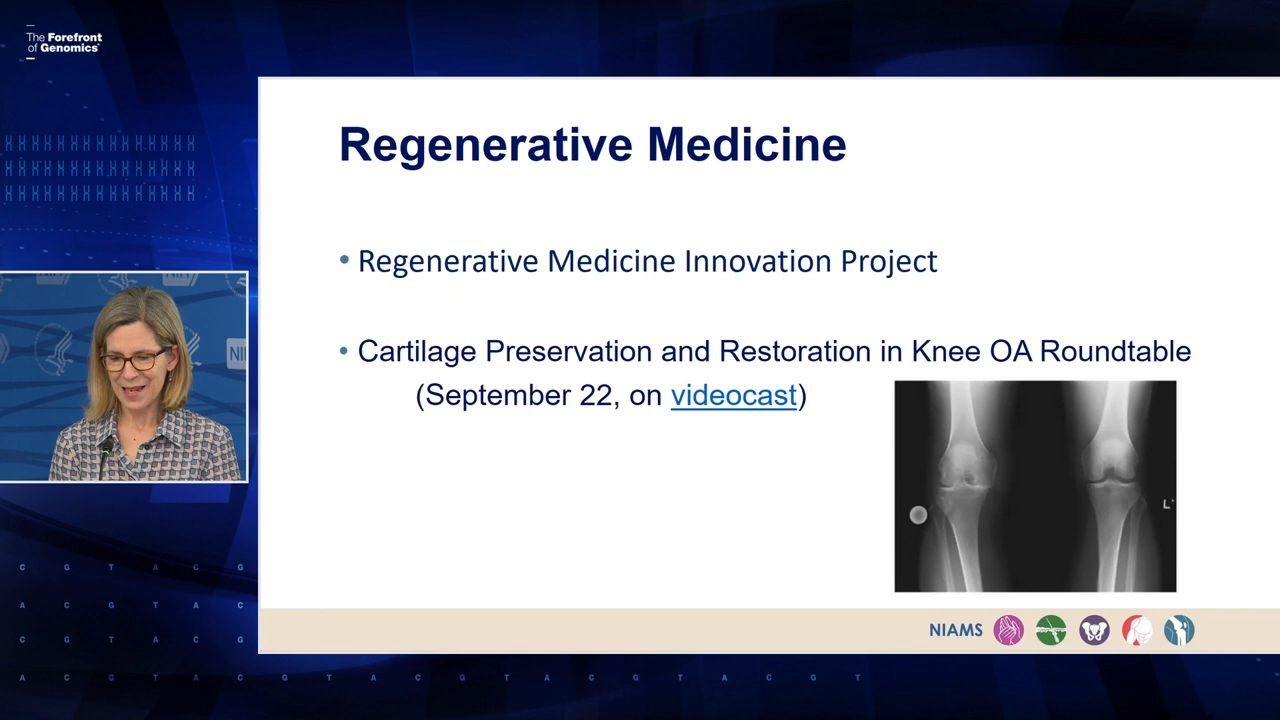 The Forefront
of Genomics®
Regenerative Medicine
• Regenerative Medicine Innovation Project
• Cartilage Preservation and Restoration in Knee OA Roundtable
(September 22, on videocast)
L
NIAMS
C G T A C G
A C G T A C
C G T A C G
A C G T A C G T A C G T A C G T A C G T